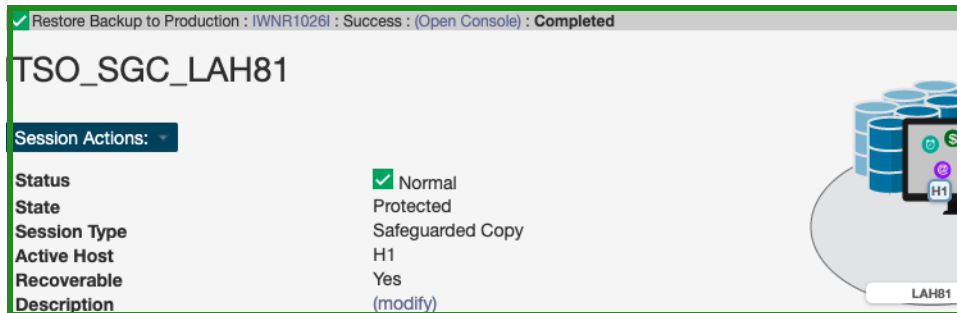 Restore Backup to Production : IWNR1026I : Success : (Open Console) : Completed
TSO_SGC_LAH81
Session Actions:
Status Normal
State Protected
Session Type Safeguarded Copy
Active Host H1
Recoverable Yes
Description (modify)
S
@
H1
LAH81